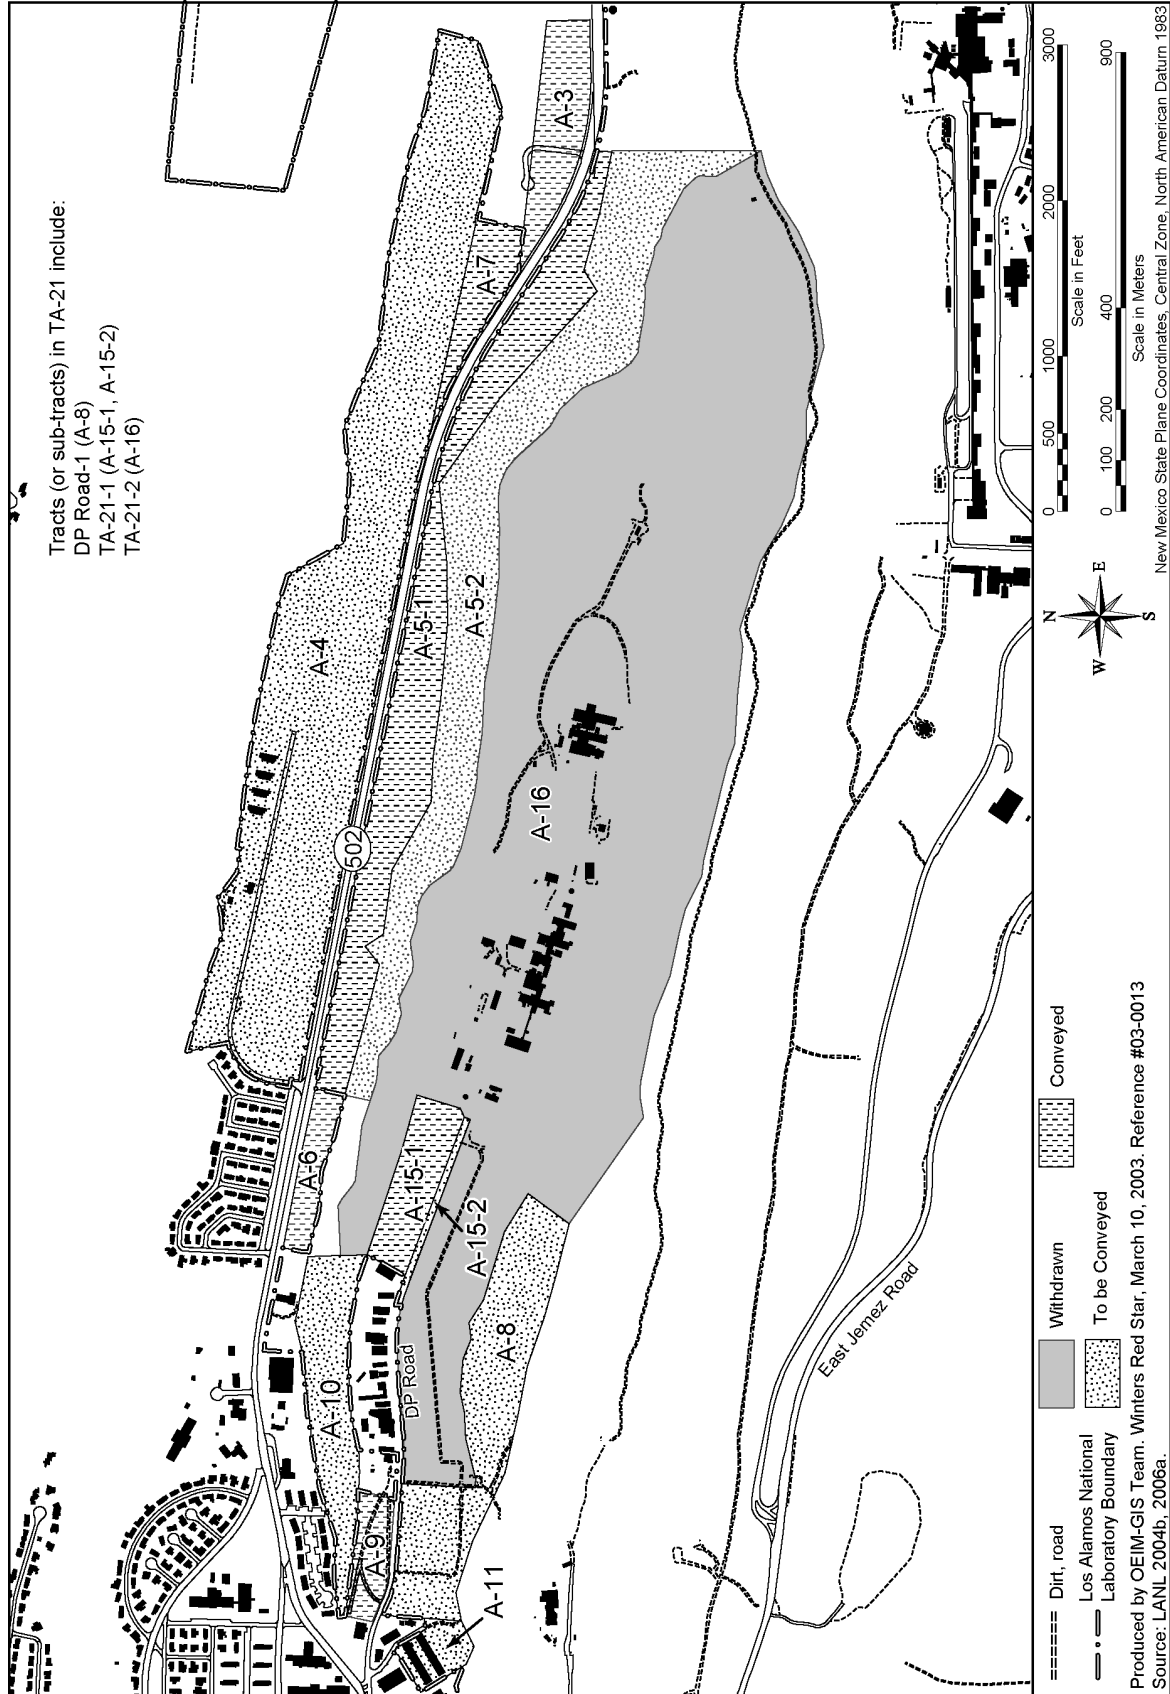 Tracts (or sub-tracts) in TA-21 include:
DP Road-1 (A-8)
TA-21-1 (A-15-1, A-15-2)
TA-21-2 (A-16)
A-4
A-7
A-3
A-6
502
A-5-1
A-5-2
A-10
A-15-1
A-9
DP Road
A-15-2
A-16
A-8
A-11
East Jemez Road
Dirt, road
Los Alamos National
Laboratory Boundary
Withdrawn
To be Conveyed
Conveyed
N
W
E
S
0 500 1000 2000 3000
Scale in Feet
0 100 200 400 900
Scale in Meters
Produced by OEIM-GIS Team. Winters Red Star, March 10, 2003. Reference #03-0013
New Mexico State Plane Coordinates, Central Zone, North American Daturn 1983
Source: LANL 2004b, 2006a.